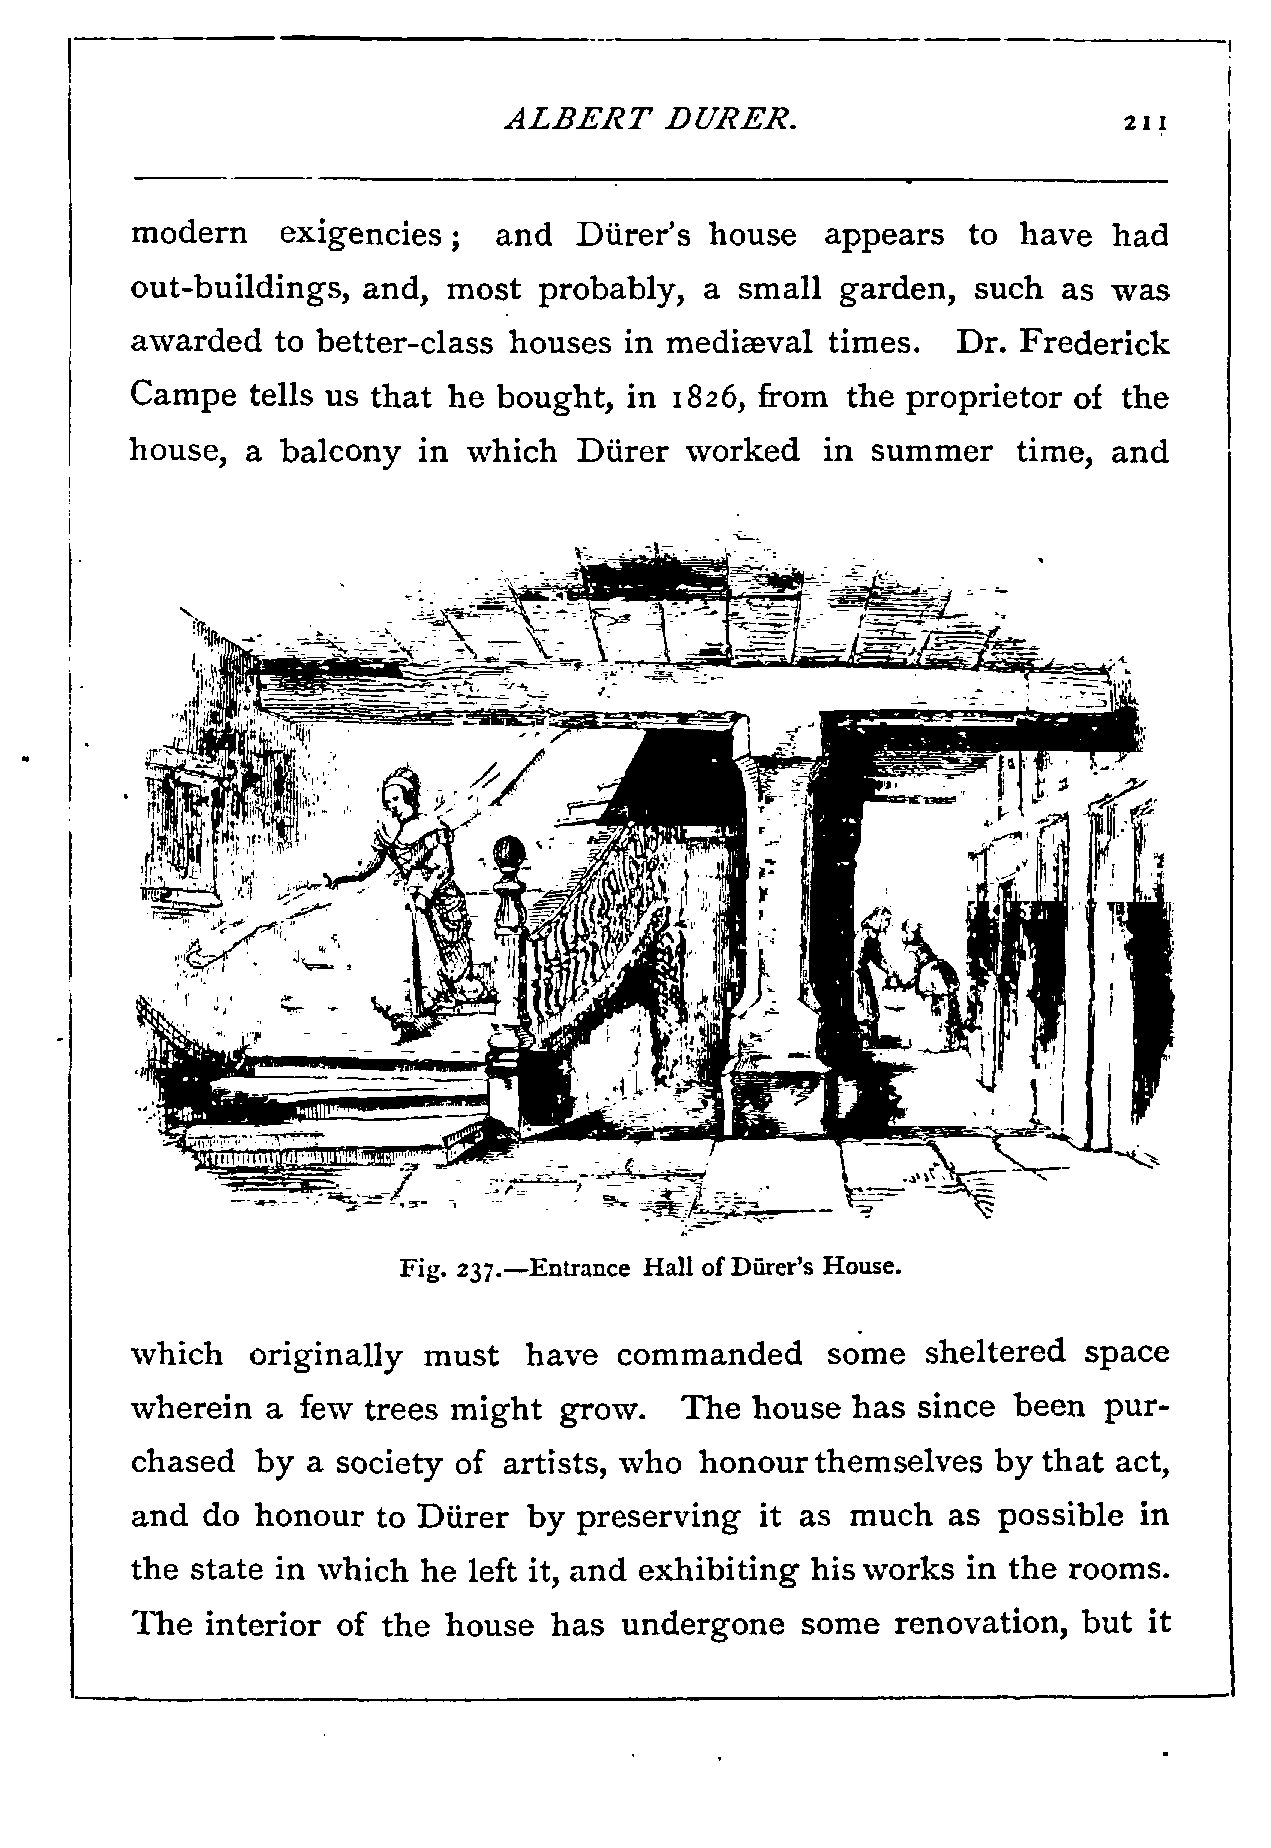 ALBERT DURER. 211
modern exigencies; and Dürer's house appears to have had
out-buildings, and, most probably, a small garden, such as was
awarded to better-class houses in mediæval times. Dr. Frederick
Campe tells us that he bought, in 1826, from the proprietor of the
house, a balcony in which Dürer worked in summer time, and
Fig. 237.—Entrance Hall of Dürer's House.
which originally must have commanded some sheltered space
wherein a few trees might grow. The house has since been pur-
chased by a society of artists, who honour themselves by that act,
and do honour to Dürer by preserving it as much as possible in
the state in which he left it, and exhibiting his works in the rooms.
The interior of the house has undergone some renovation, but it